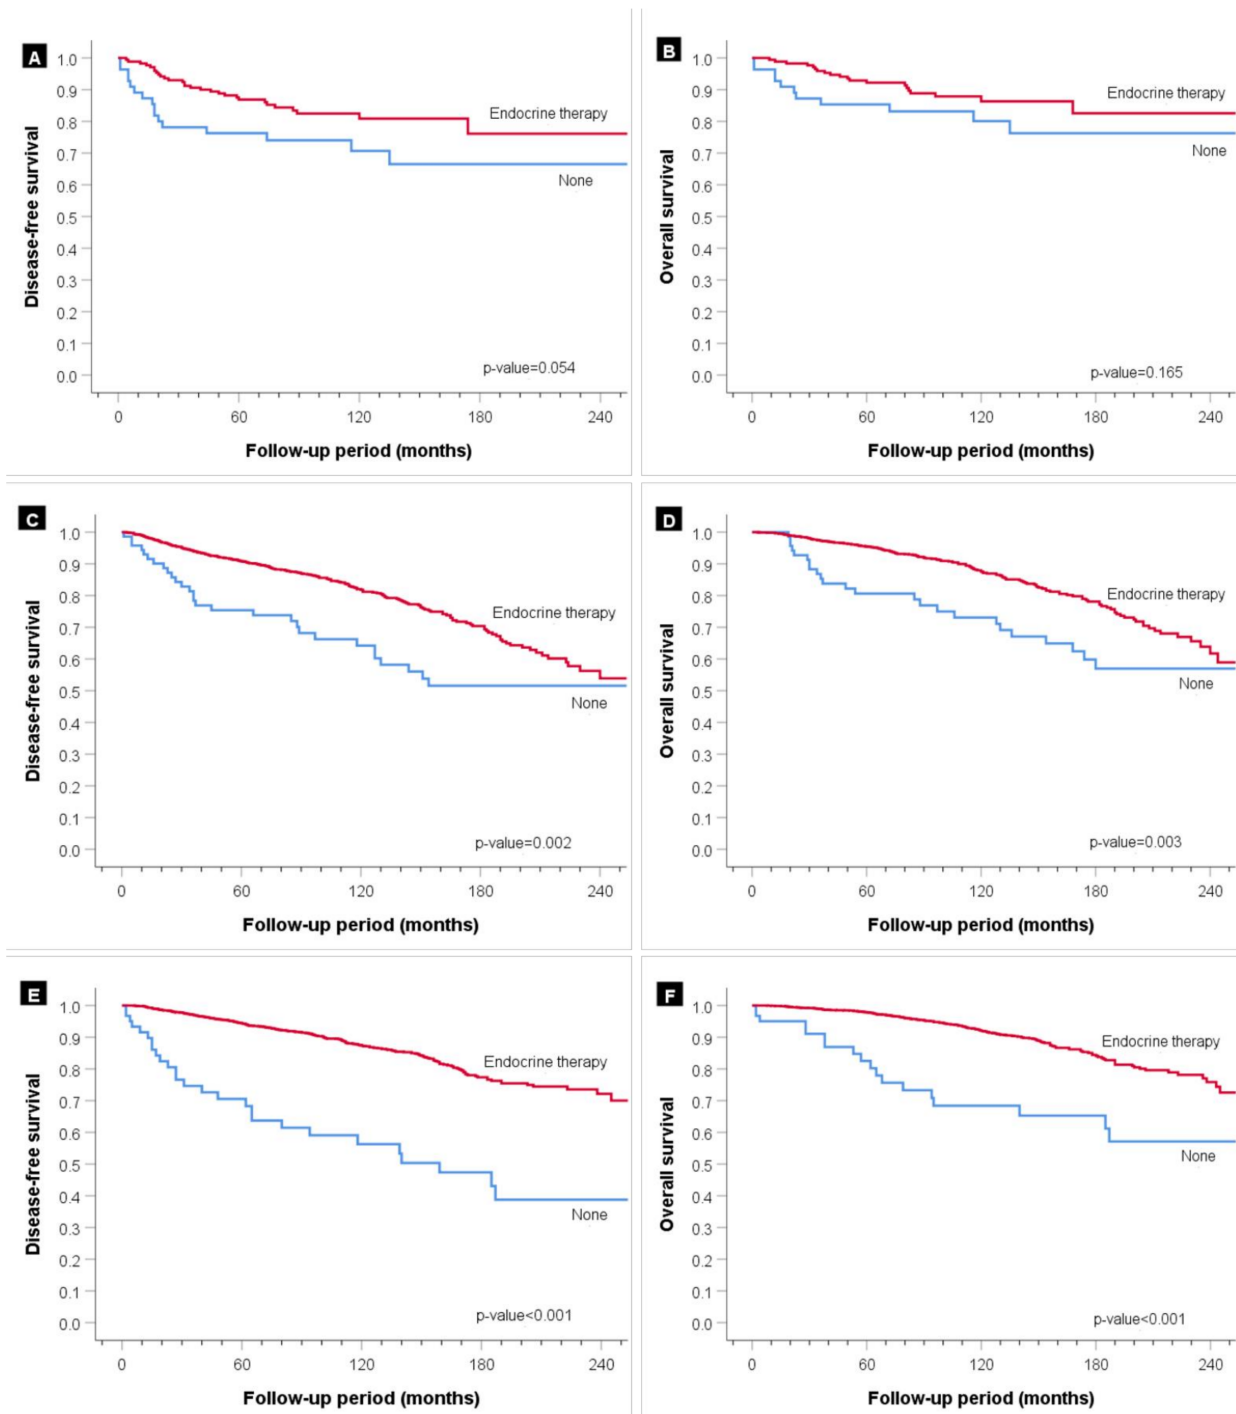 A
Disease-free survival
1.0
0.9
0.8
0.7
0.6
0.5
0.4
0.3
0.2
0.1
0.0
Endocrine therapy
None
p-value=0.054
0 60 120 180 240
Follow-up period (months)
B
Overall survival
1.0
0.9
0.8
0.7
0.6
0.5
0.4
0.3
0.2
0.1
0.0
Endocrine therapy
None
p-value=0.165
0 60 120 180 240
Follow-up period (months)
C
Disease-free survival
1.0
0.9
0.8
0.7
0.6
0.5
0.4
0.3
0.2
0.1
0.0
Endocrine therapy
None
p-value=0.002
0 60 120 180 240
Follow-up period (months)
D
Overall survival
1.0
0.9
0.8
0.7
0.6
0.5
0.4
0.3
0.2
0.1
0.0
Endocrine therapy
None
p-value=0.003
0 60 120 180 240
Follow-up period (months)
E
Disease-free survival
1.0
0.9
0.8
0.7
0.6
0.5
0.4
0.3
0.2
0.1
0.0
Endocrine therapy
None
p-value<0.001
0 60 120 180 240
Follow-up period (months)
F
Overall survival
1.0
0.9
0.8
0.7
0.6
0.5
0.4
0.3
0.2
0.1
0.0
Endocrine therapy
None
p-value<0.001
0 60 120 180 240
Follow-up period (months)